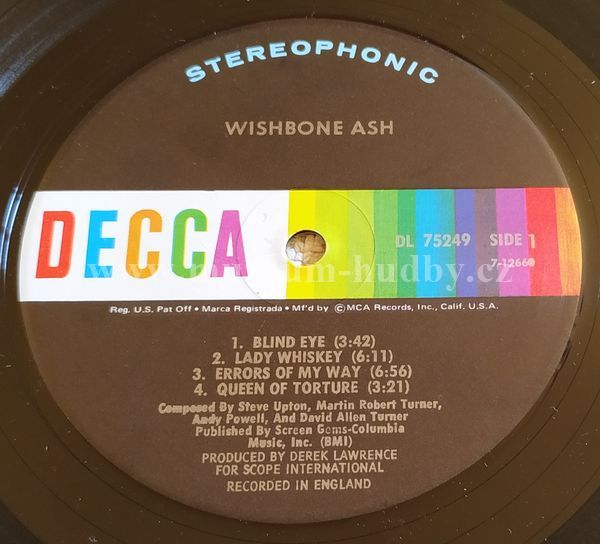 STEREOPHONIC
WISHBONE ASH
DECCA
DL 75249 SIDE 1
7-12660
Reg. U.S. Pat Off • Marca Registrada • Mf'd by ©MCA Records, Inc., Calif. U.S.A.
1. BLIND EYE (3:42)
2. LADY WHISKEY (6:11)
3. ERRORS OF MY WAY (6:56)
4. QUEEN OF TORTURE (3:21)
Composed By Steve Upton, Martin Robert Turner,
Andy Powell, And David Allen Turner
Published By Screen Gems-Columbia
Music, Inc. (BMI)
PRODUCED BY DEREK LAWRENCE
FOR SCOPE INTERNATIONAL
RECORDED IN ENGLAND